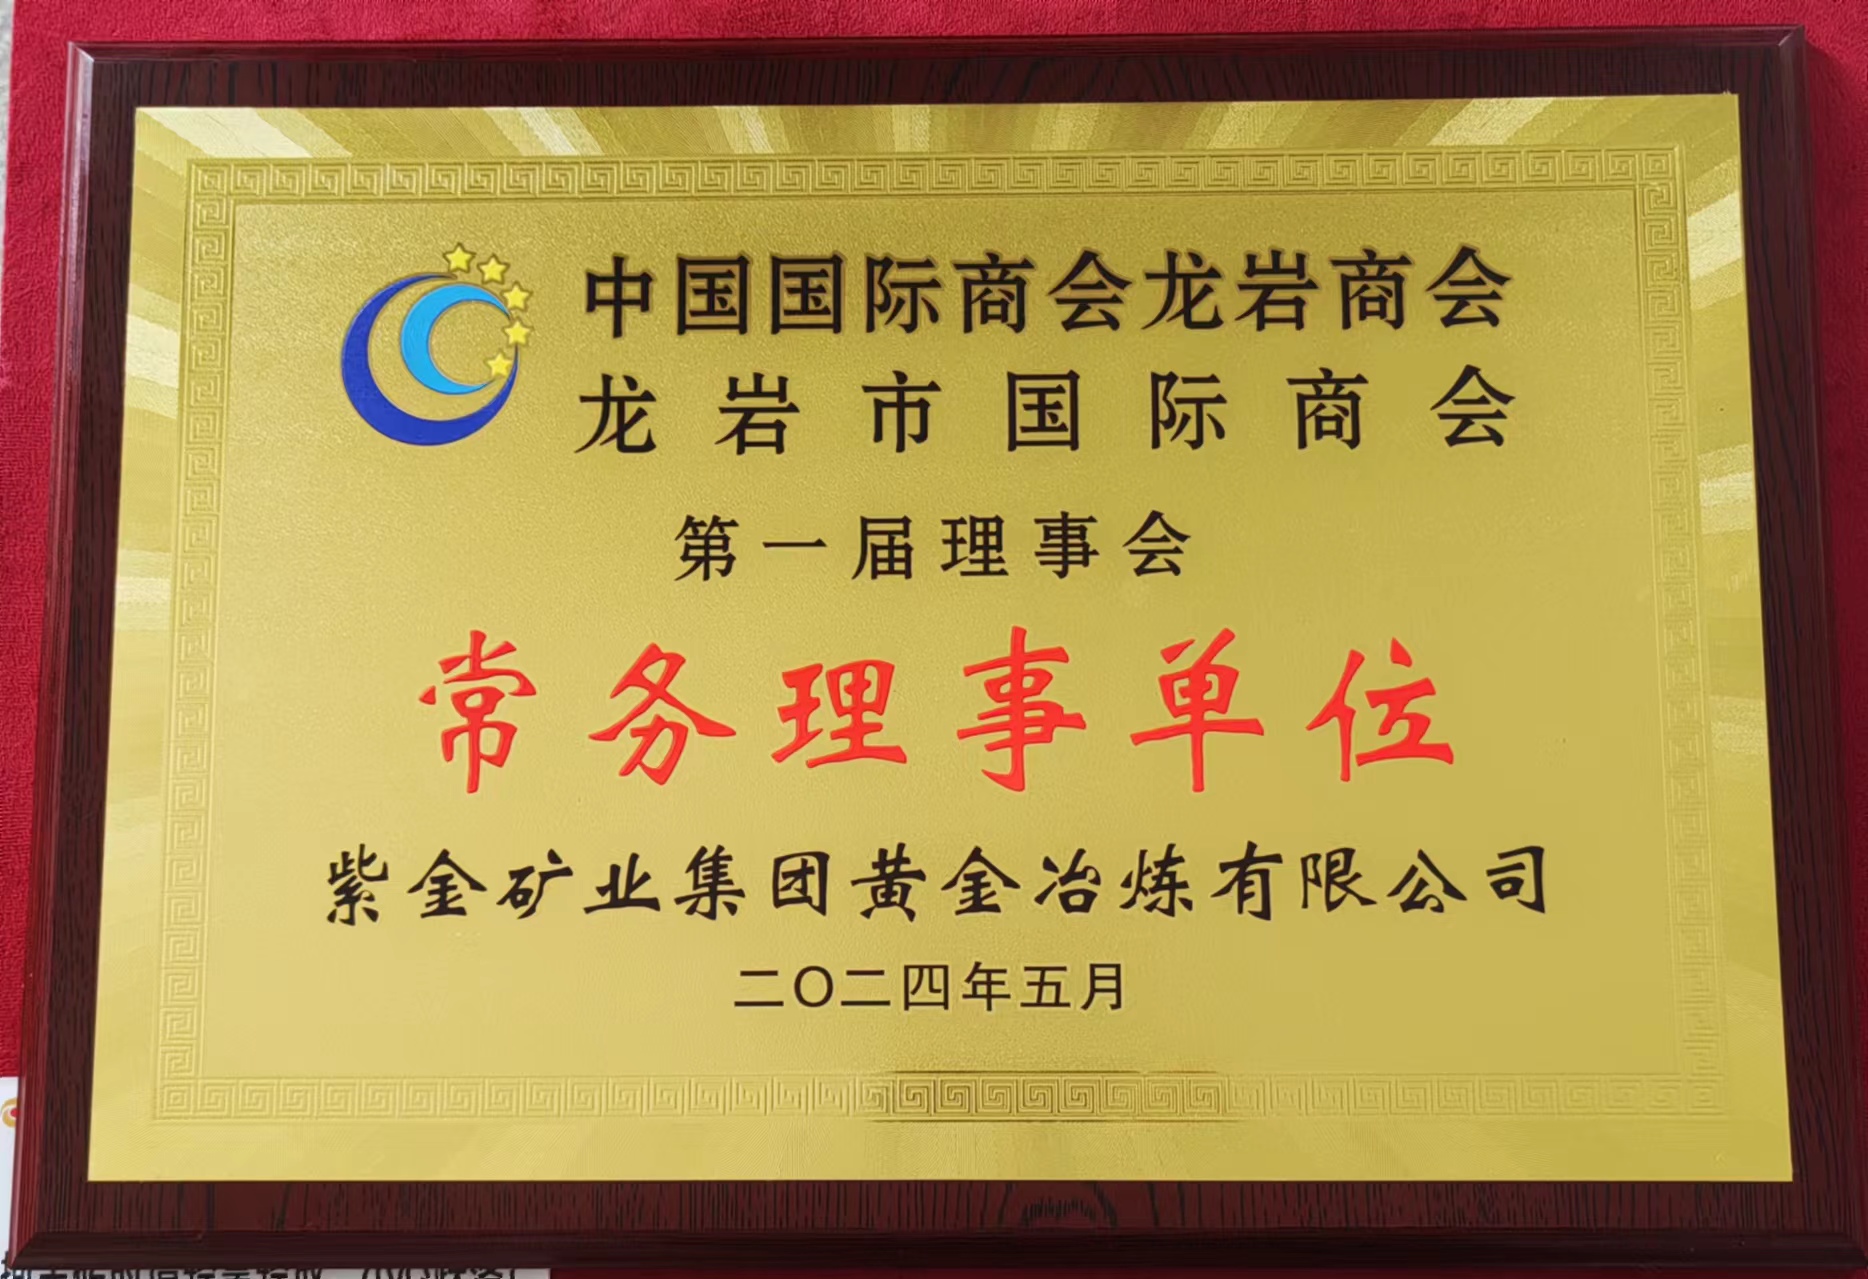 中国国际商会龙岩商会
龙岩市国际商会
第一届理事会
常务理事单位
紫金矿业集团黄金冶炼有限公司
二〇二四年五月